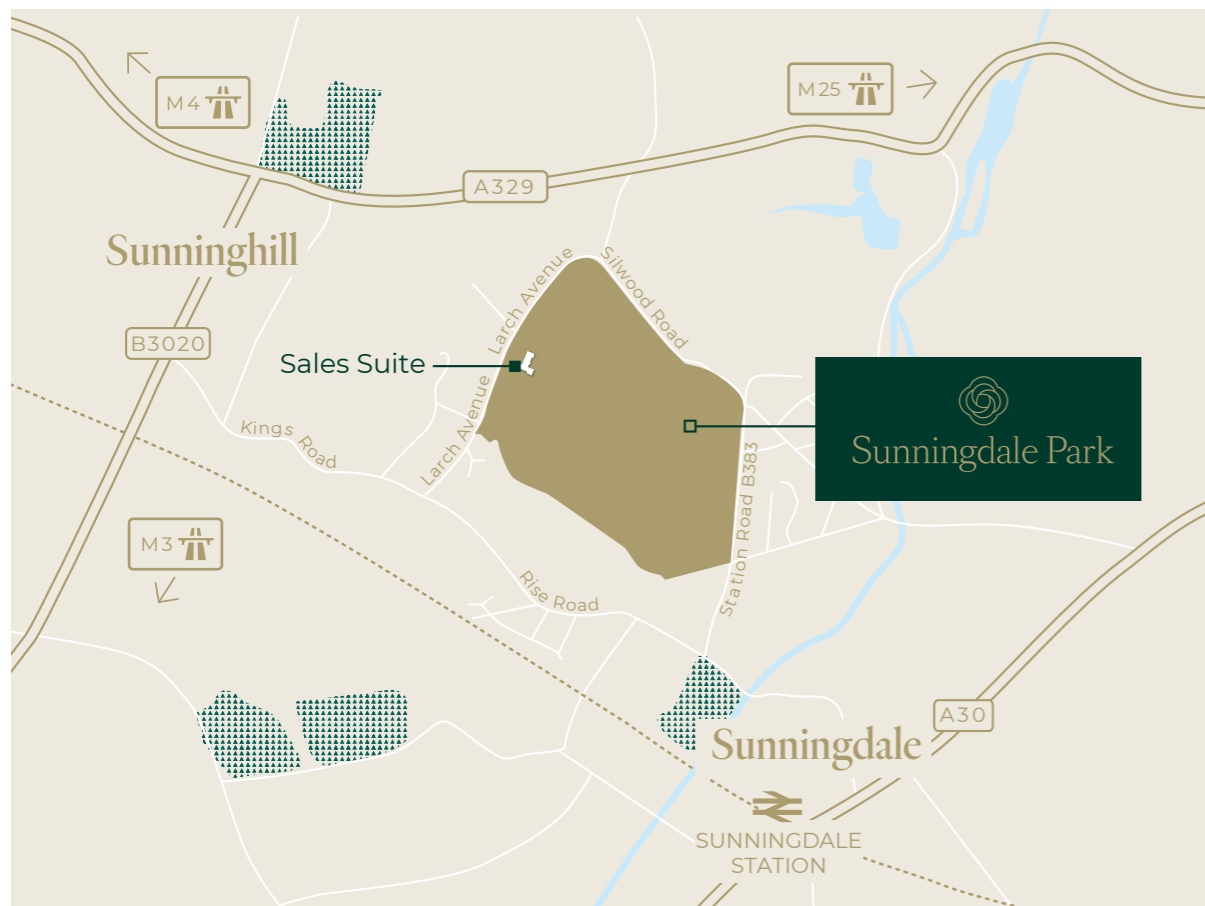 M4
M25
A329
Sunninghill
Larch Avenue
Silwood Road
B3020
Sales Suite
Larch Avenue
Sunningdale Park
Kings Road
Station Road B383
M3
Rise Road
A30
Sunningdale
SUNNINGDALE
STATION